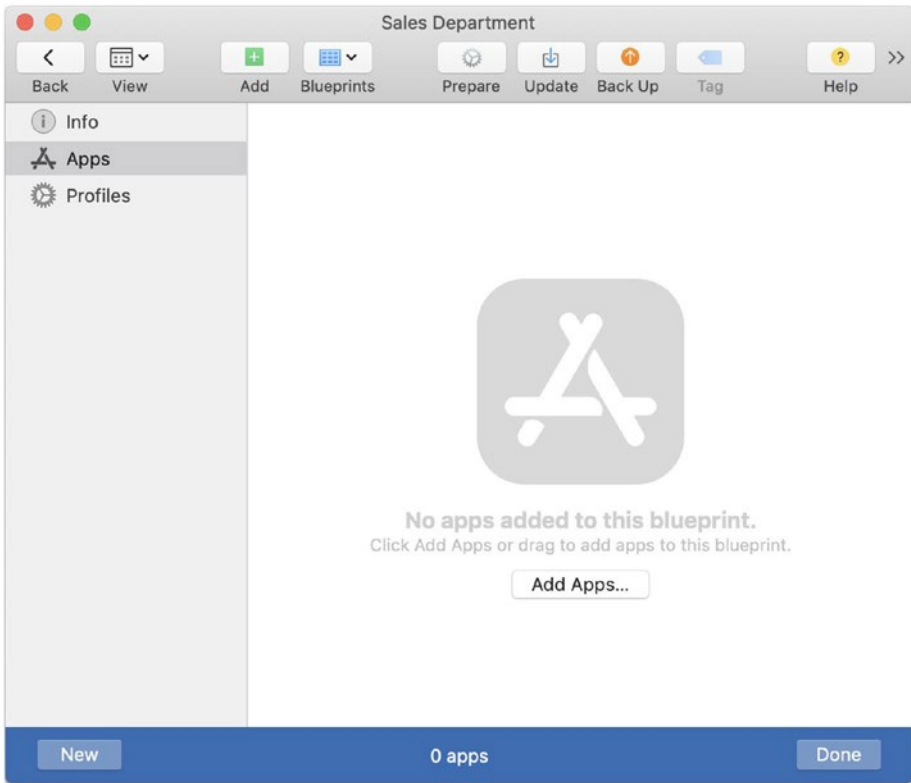 Sales Department
Back View Add Blueprints Prepare Update Back Up Tag Help
Info
Apps
Profiles
No apps added to this blueprint.
Click Add Apps or drag to add apps to this blueprint.
Add Apps...
New 0 apps Done